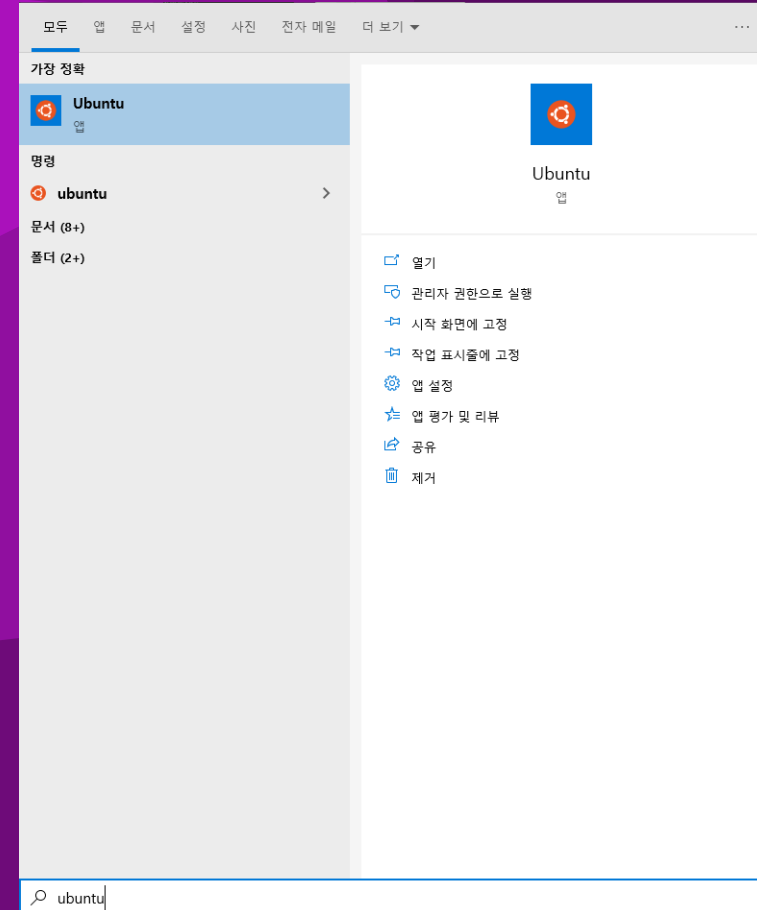 모두 앱 문서 설정 사진 전자 메일 더 보기 ...
가장 정확
Ubuntu
앱
명령
ubuntu
문서 (8+)
폴더 (2+)
Ubuntu
앱
열기
관리자 권한으로 실행
시작 화면에 고정
작업 표시줄에 고정
앱 설정
앱 평가 및 리뷰
공유
제거
ubuntu